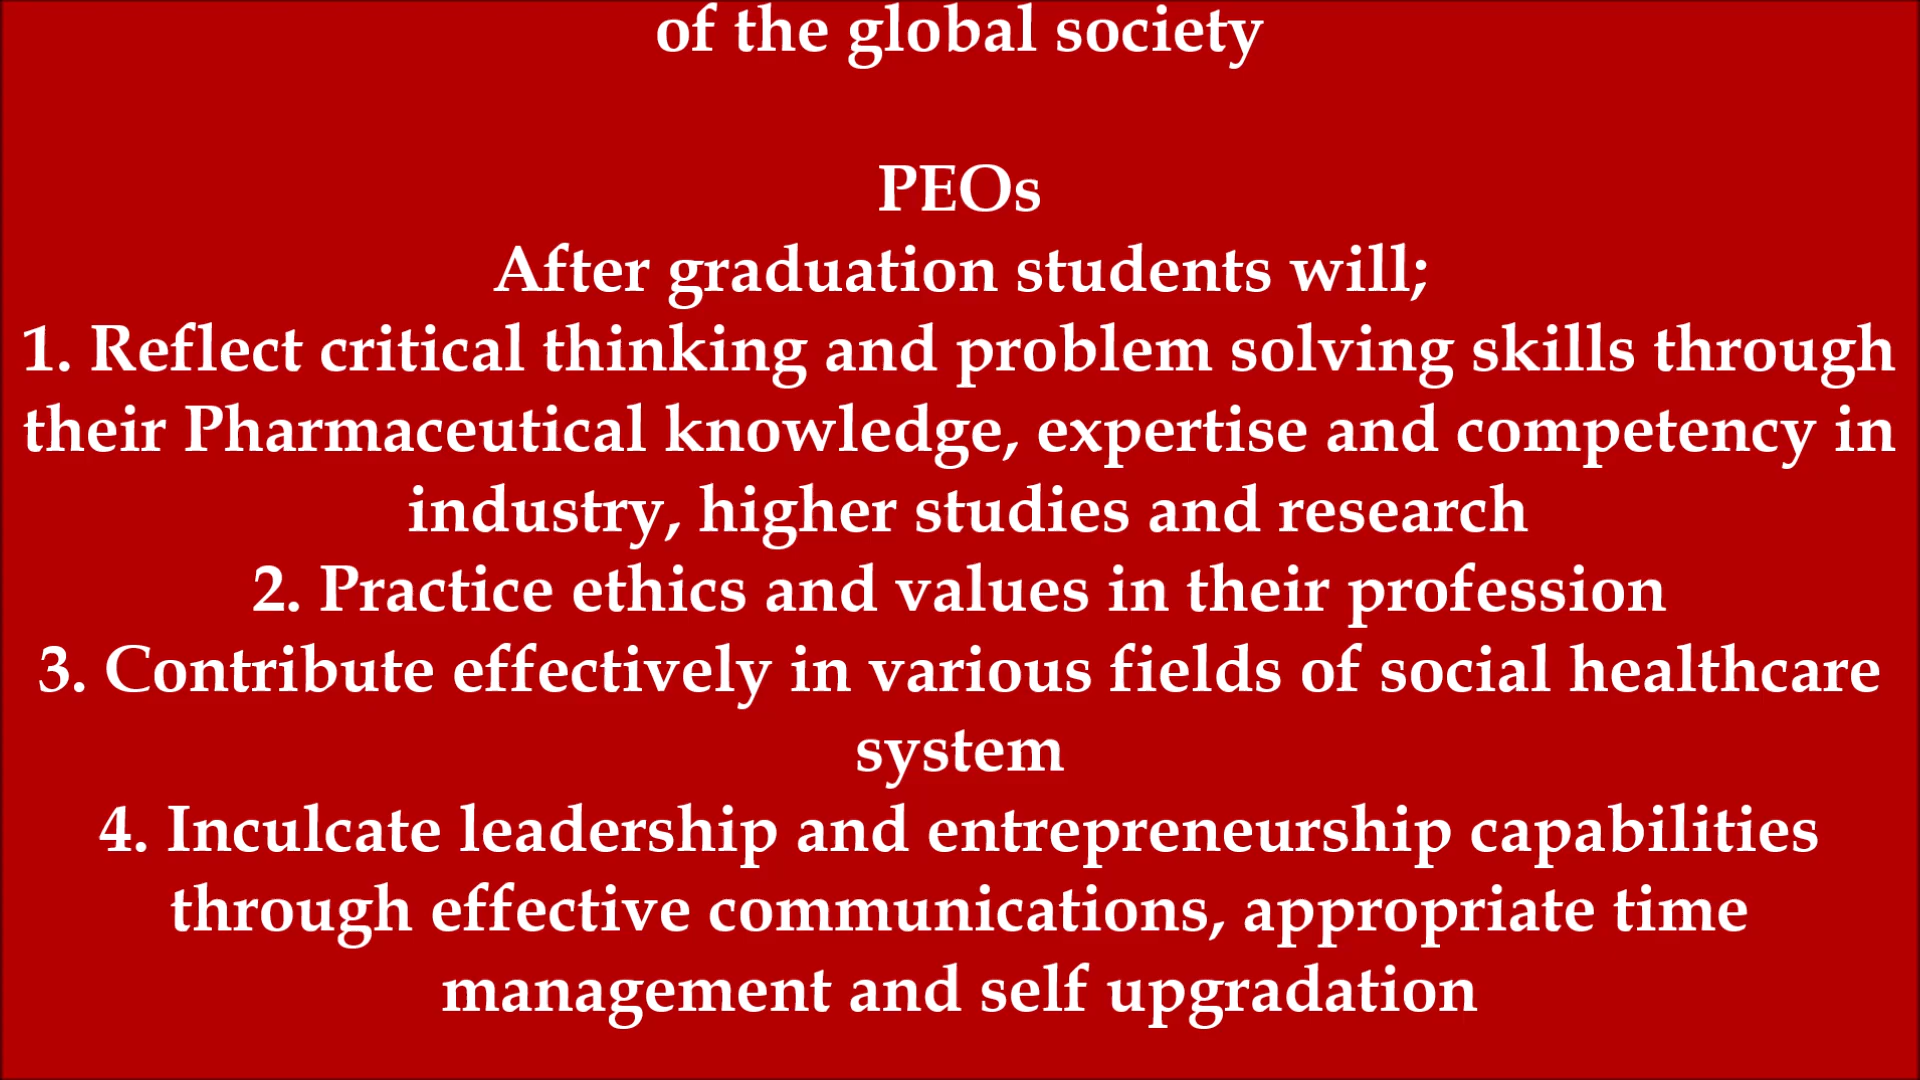 of the global society
PEOs
After graduation students will;
1. Reflect critical thinking and problem solving skills through
their Pharmaceutical knowledge, expertise and competency in
industry, higher studies and research
2. Practice ethics and values in their profession
3. Contribute effectively in various fields of social healthcare
system
4. Inculcate leadership and entrepreneurship capabilities
through effective communications, appropriate time
management and self upgradation